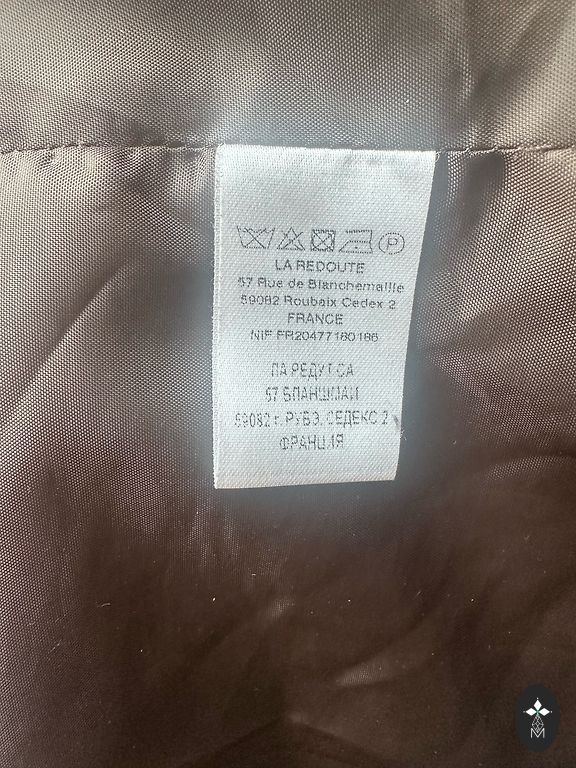 P
LA REDOUTE
57 Rue de Blanchemaille
59082 Roubaix Cedex 2
FRANCE
NIF FR20477180186
ЛА РЕДУТ СА
57 БЛАНШМАЙ
59082 г. РУБЭ. СЕДЕКС 2
ФРАНЦИЯ
M